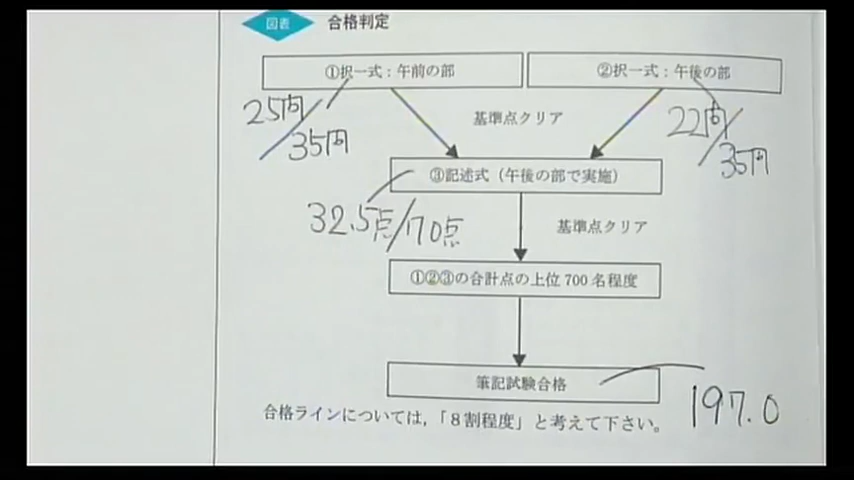 図表 合格判定
①択一式：午前の部 ②択一式：午後の部
25問/35問
基準点クリア
22問/35問
③記述式（午後の部で実施）
32.5点/70点
基準点クリア
①②③の合計点の上位700名程度
筆記試験合格
197.0
合格ラインについては，「８割程度」と考えて下さい。